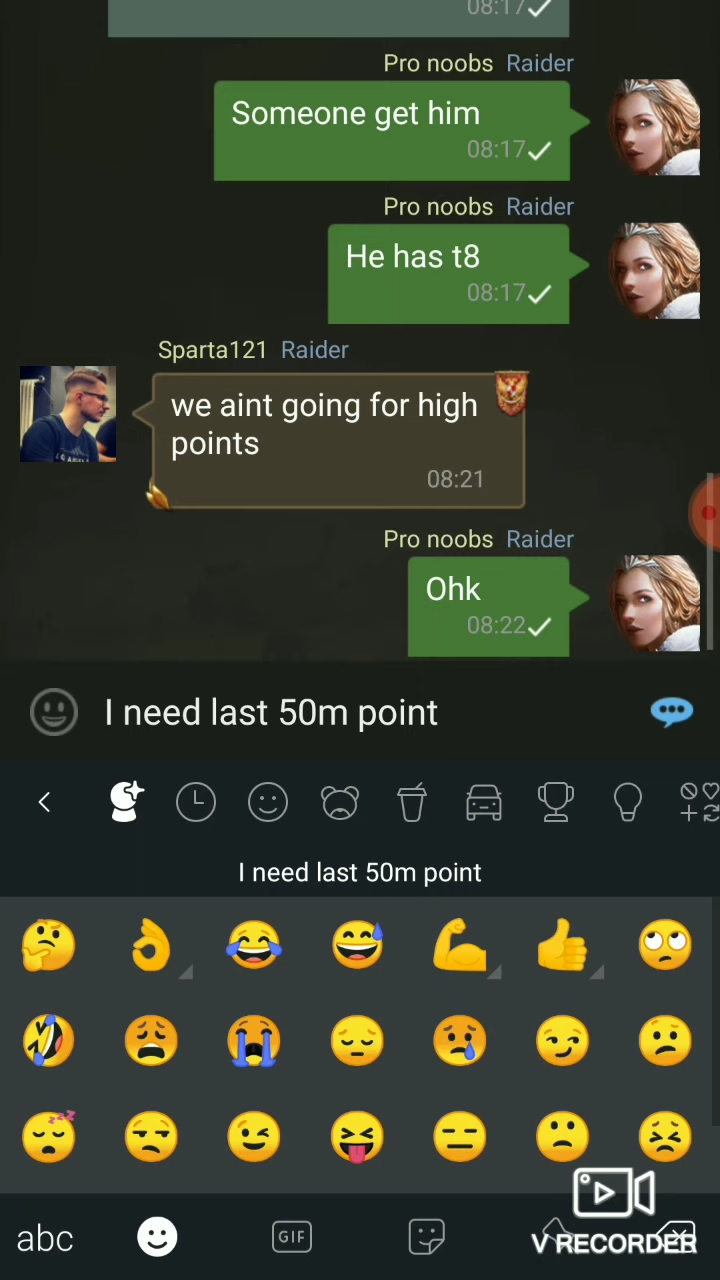 08:17
Pro noobs Raider
Someone get him
08:17
Pro noobs Raider
He has t8
08:17
Sparta121 Raider
we aint going for high
points
08:21
Pro noobs Raider
Ohk
08:22
I need last 50m point
I need last 50m point
abc
GIF
V RECORDER